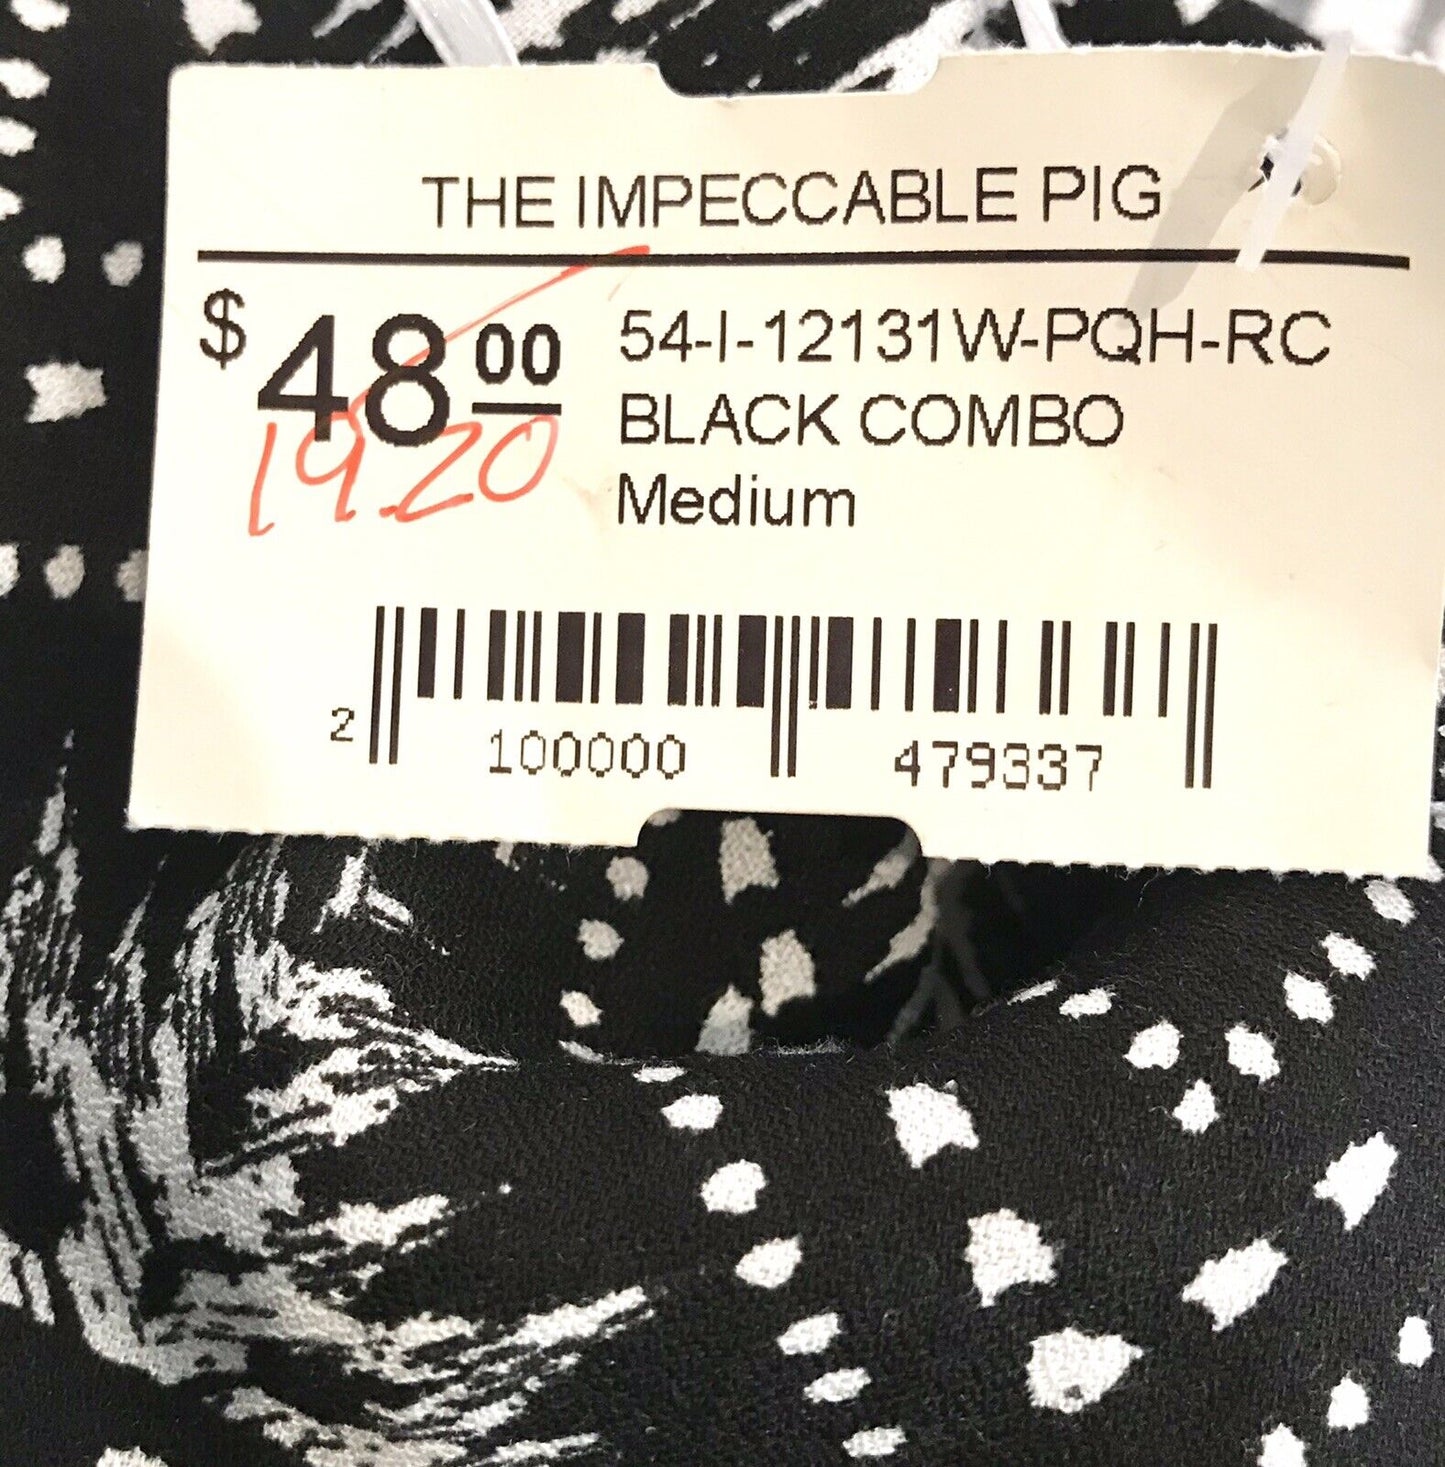 THE IMPECCABLE PIG
$48.00
19.20
54-I-12131W-PQH-RC
BLACK COMBO
Medium
2 100000 479337